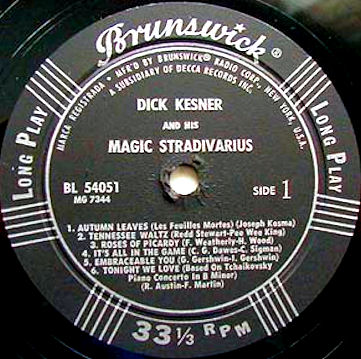 Brunswick ®
MARCA REGISTRADA • MF'D BY BRUNSWICK® RADIO CORP., NEW YORK, U.S.A.
A SUBSIDIARY OF DECCA RECORDS INC.
LONG PLAY
LONG PLAY
DICK KESNER
AND HIS
MAGIC STRADIVARIUS
BL 54051
MG 7344
SIDE 1
1. AUTUMN LEAVES (Les Feuilles Mortes) (Joseph Kosma)
2. TENNESSEE WALTZ (Redd Stewart-Pee Wee King)
3. ROSES OF PICARDY (F. Weatherly-H. Wood)
4. IT'S ALL IN THE GAME (C. G. Dawes-C. Sigman)
5. EMBRACEABLE YOU (G. Gershwin-I. Gershwin)
6. TONIGHT WE LOVE (Based On Tchaikovsky
Piano Concerto In B Minor)
(R. Austin-F. Martin)
33 1/3 RPM